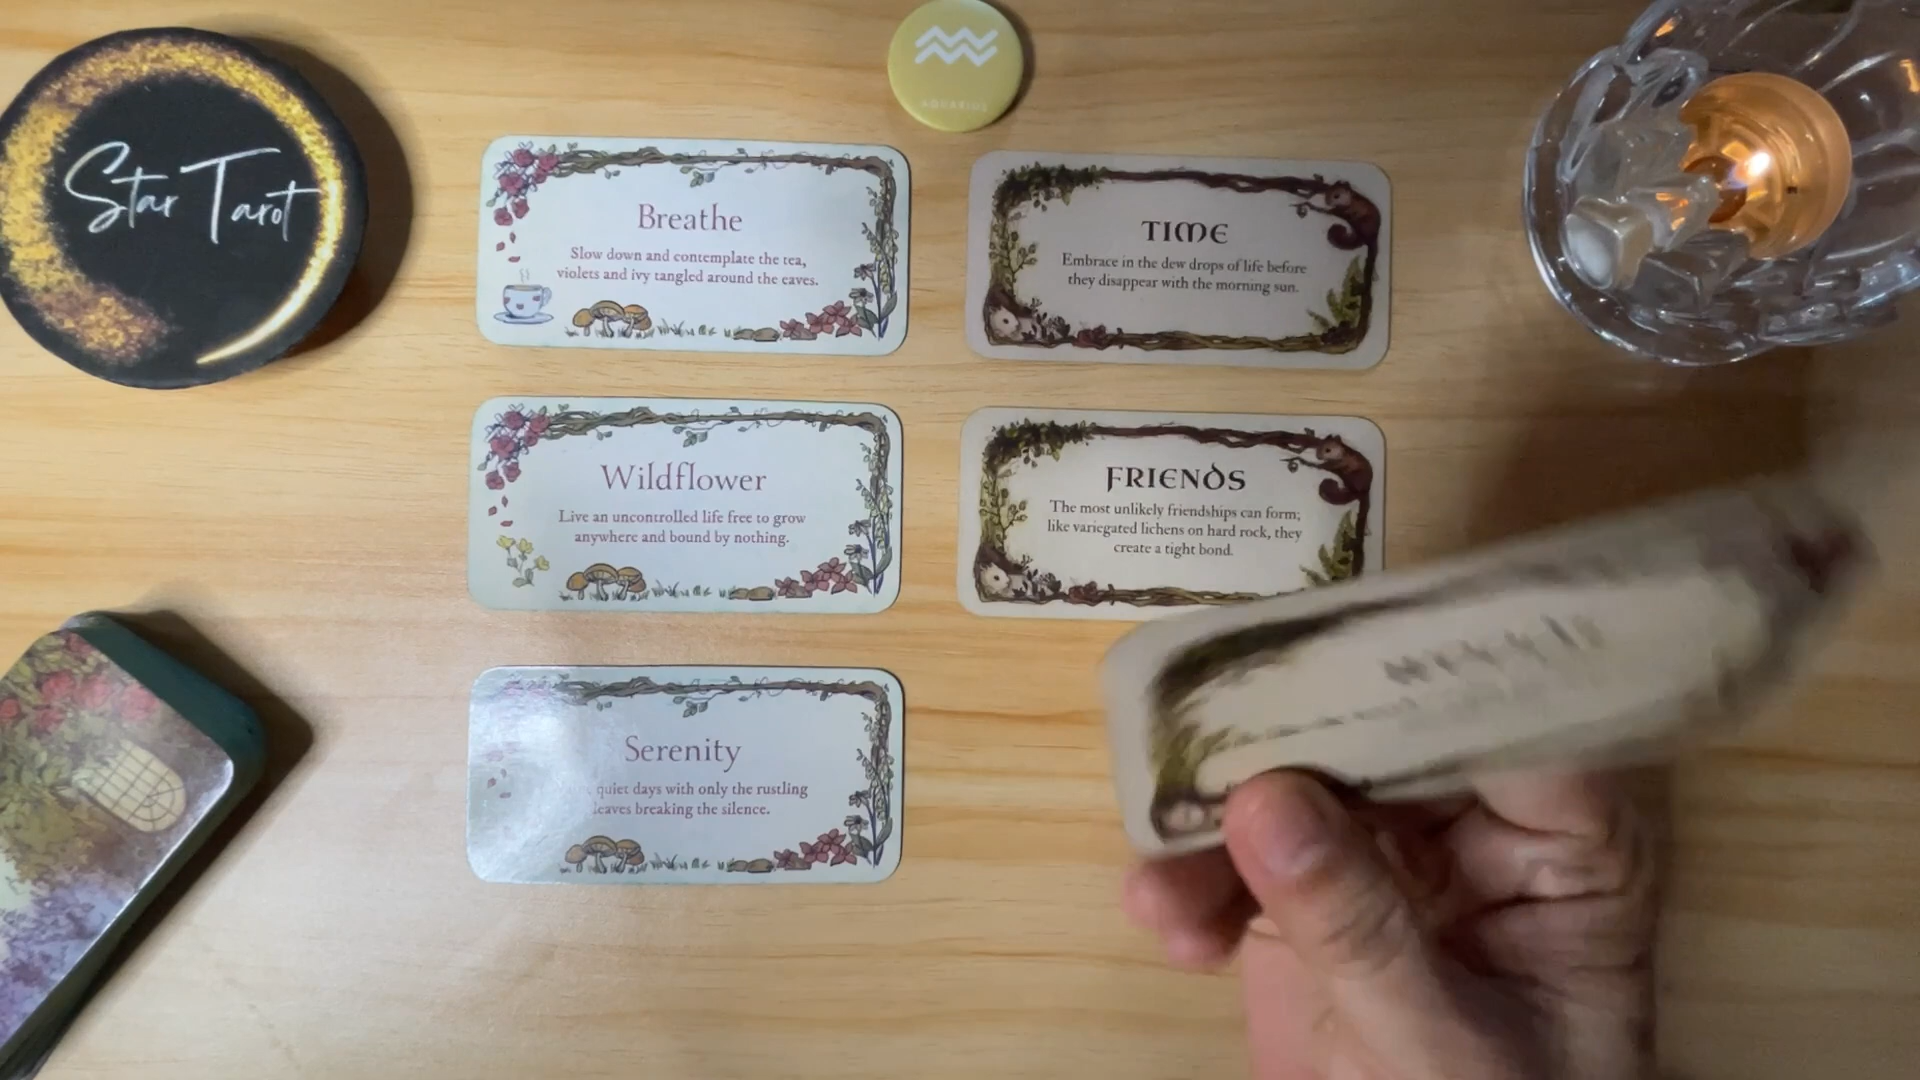 Star Tarot
AQUARIUS
Breathe
Slow down and contemplate the tea,
violets and ivy tangled around the eaves.
TIME
Embrace in the dew drops of life before
they disappear with the morning sun.
Wildflower
Live an uncontrolled life free to grow
anywhere and bound by nothing.
FRIENDS
The most unlikely friendships can form;
like variegated lichens on hard rock, they
create a tight bond.
Serenity
quiet days with only the rustling
leaves breaking the silence.